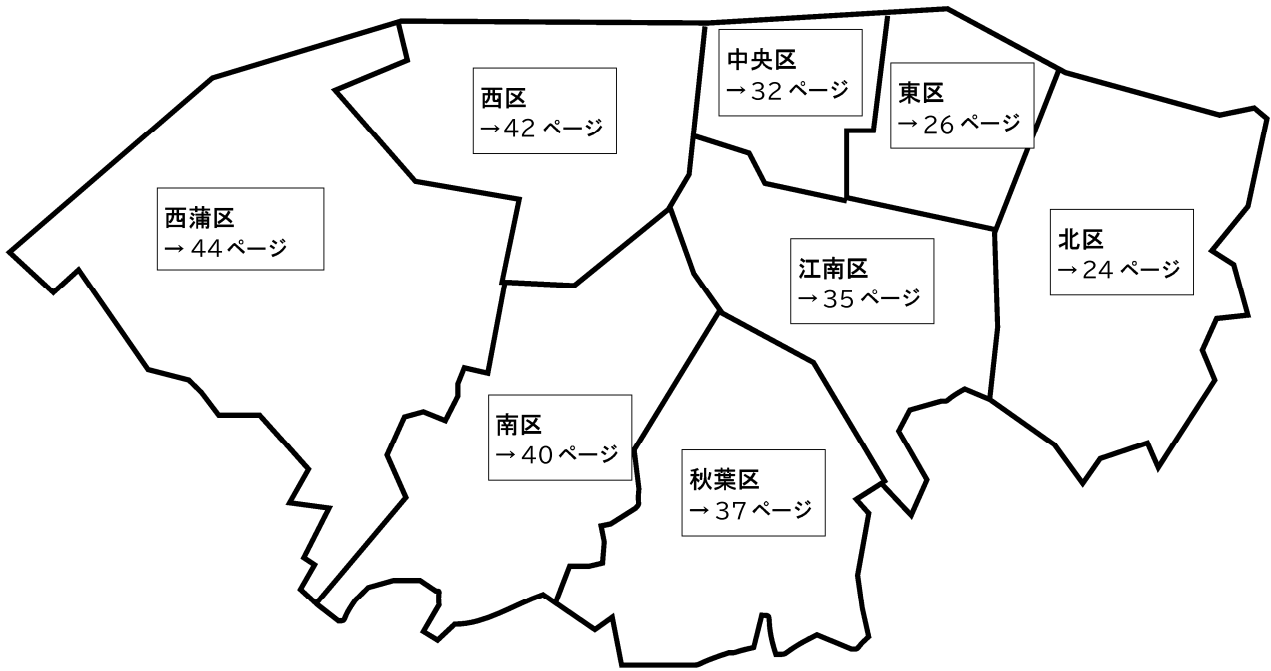 中央区
→32 ページ
東区
→26 ページ
西区
→42 ページ
西蒲区
→ 44 ページ
北区
→24 ページ
江南区
→35 ページ
南区
→40 ページ
秋葉区
→37 ページ